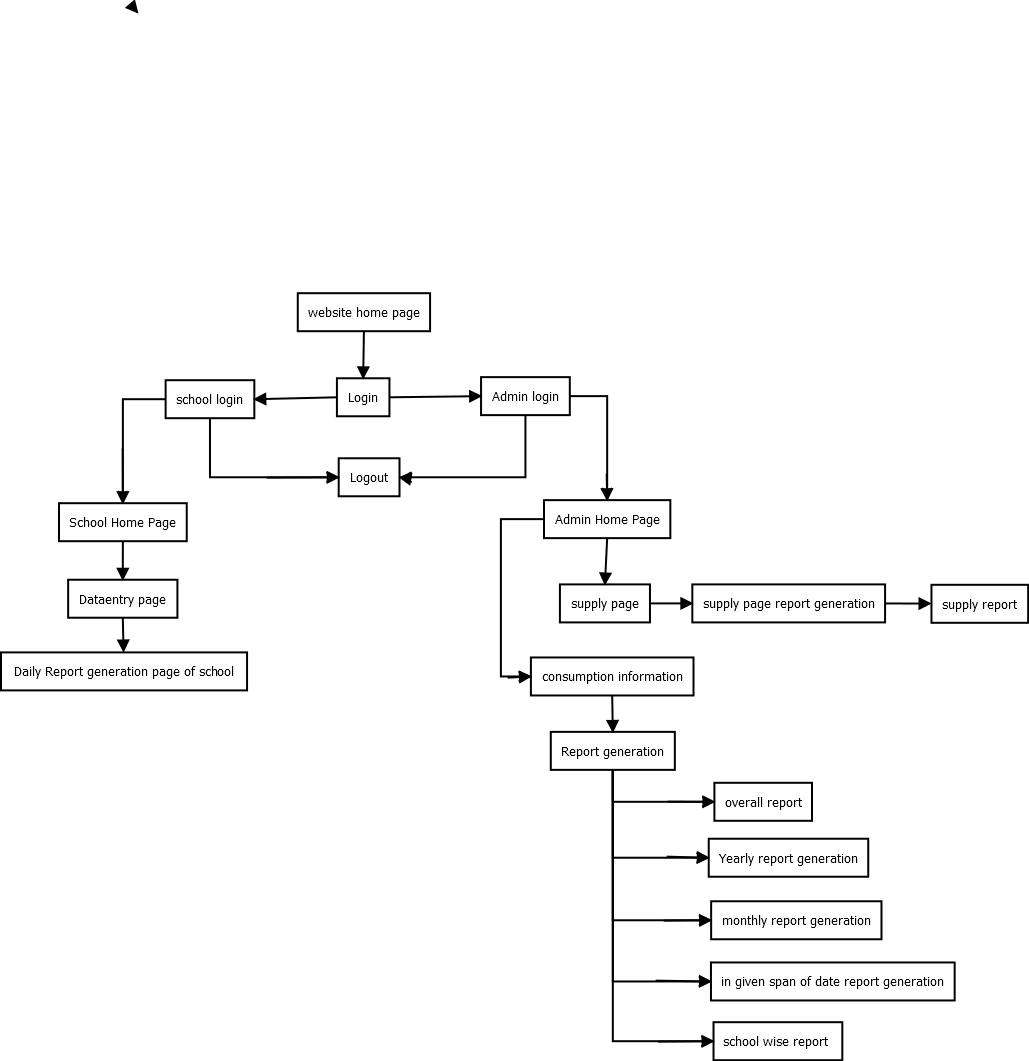 website home page
school login
Login
Admin login
Logout
School Home Page
Admin Home Page
Dataentry page
supply page
supply page report generation
supply report
Daily Report generation page of school
consumption information
Report generation
overall report
Yearly report generation
monthly report generation
in given span of date report generation
school wise report